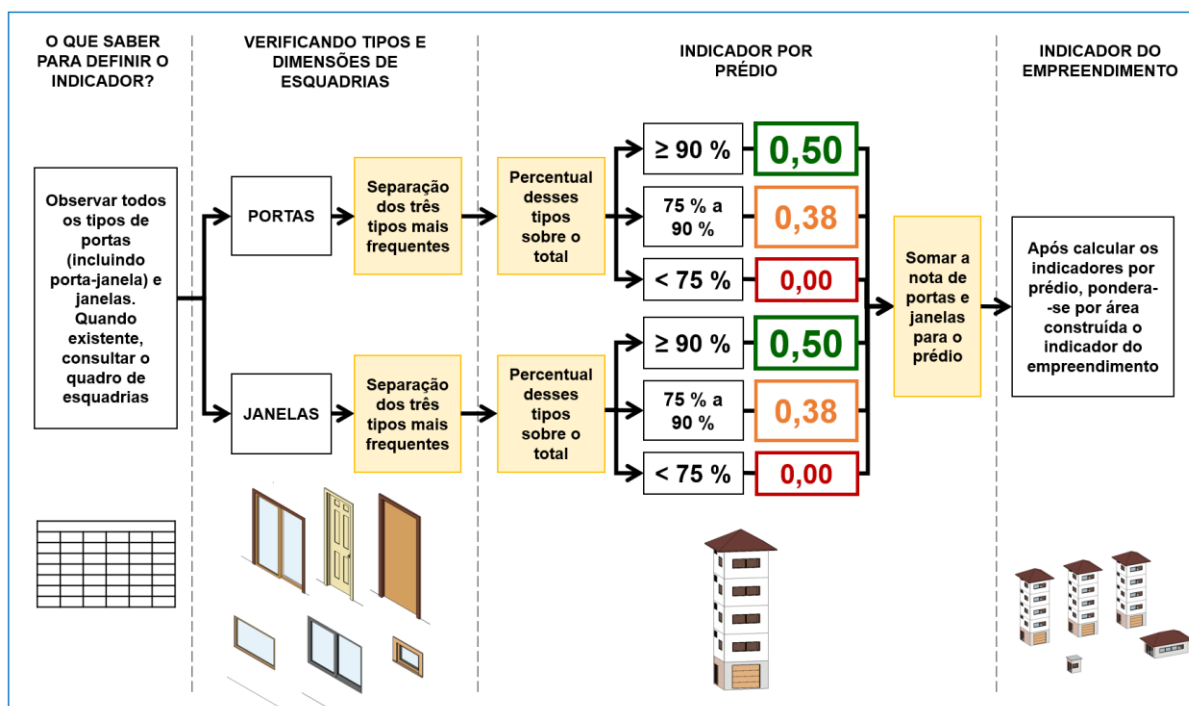 O QUE SABER
PARA DEFINIR O
INDICADOR?
VERIFICANDO TIPOS E
DIMENSÕES DE
ESQUADRIAS
INDICADOR POR
PRÉDIO
INDICADOR DO
EMPREENDIMENTO
Observar todos
os tipos de
portas
(incluindo
porta-janela) e
janelas.
Quando
existente,
consultar o
quadro de
esquadrias
PORTAS
Separação
dos três
tipos mais
frequentes
Percentual
desses
tipos
sobre o
total
≥ 90 %
0,50
75 % a
90 %
0,38
< 75 %
0,00
JANELAS
Separação
dos três
tipos mais
frequentes
Percentual
desses
tipos
sobre o
total
≥ 90 %
0,50
75 % a
90 %
0,38
< 75 %
0,00
Somar a
nota de
portas e
janelas
para o
prédio
Após calcular os
indicadores por
prédio, pondera-
-se por área
construída o
indicador do
empreendimento